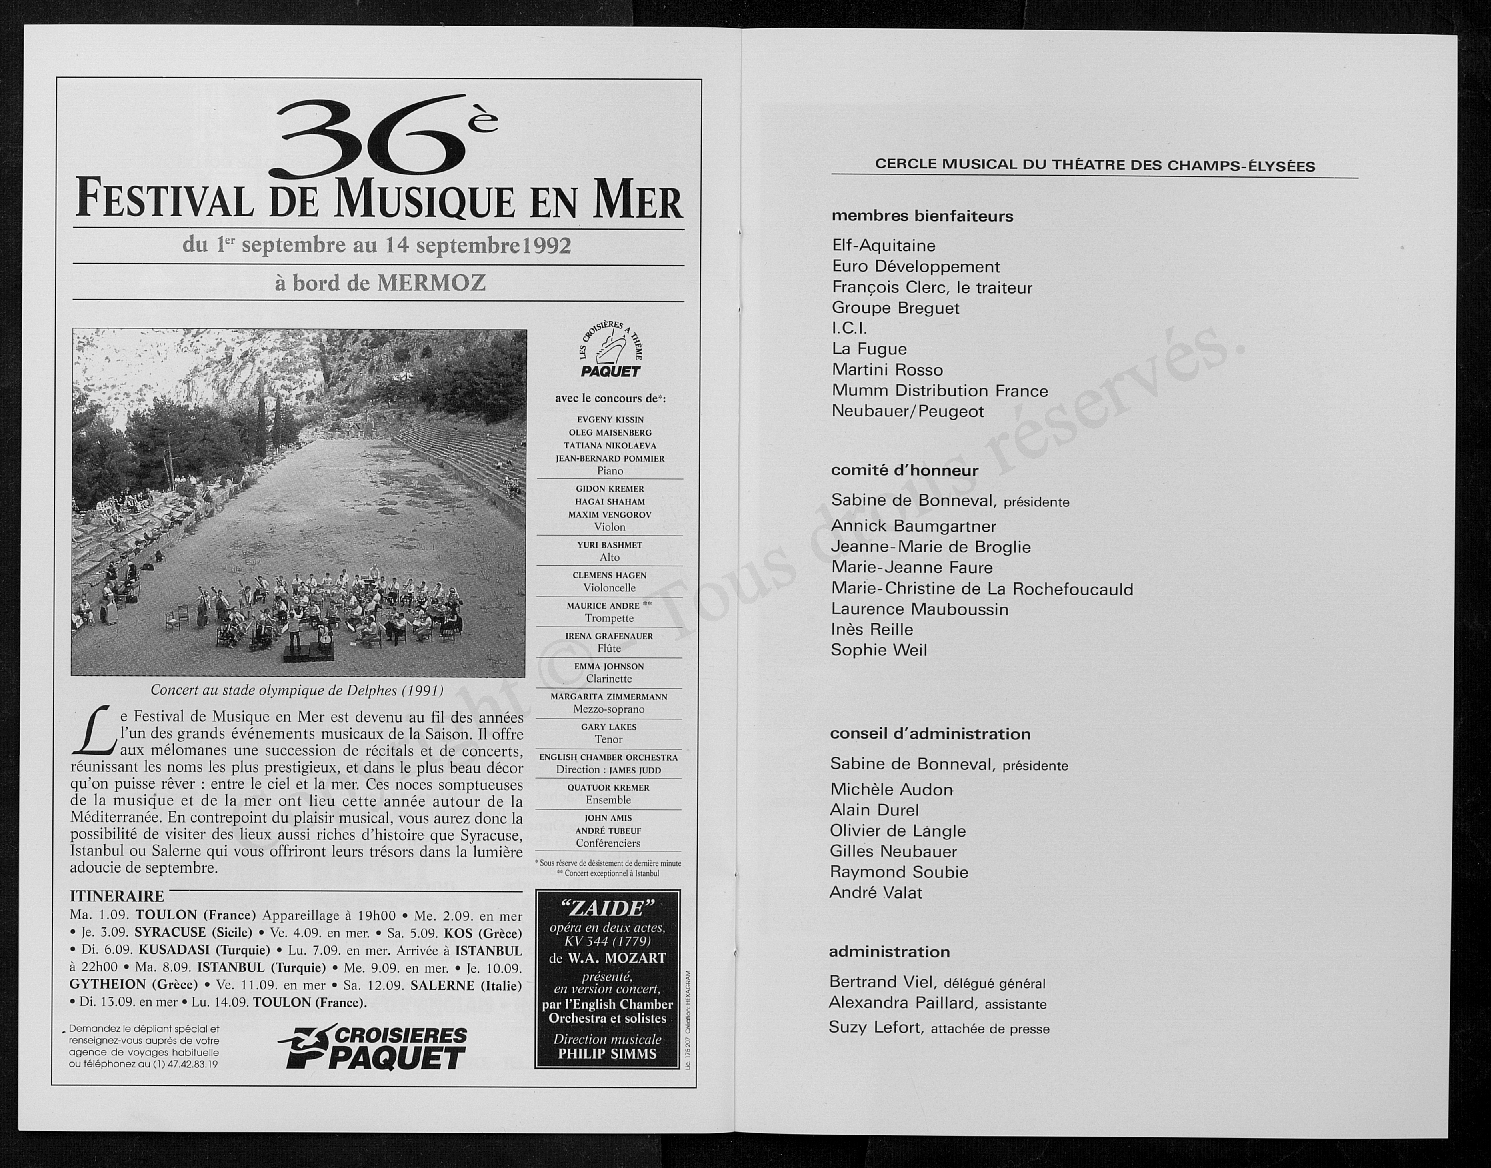 36è
FESTIVAL DE MUSIQUE EN MER
du 1er septembre au 14 septembre1992
à bord de MERMOZ
LES CROISIÈRES A THÈME
PAQUET
avec le concours de*:
EVGENY KISSIN
OLEG MAISENBERG
TATIANA NIKOLAEVA
JEAN-BERNARD POMMIER
Piano
GIDON KREMER
HAGAI SHAHAM
MAXIM VENGOROV
Violon
YURI BASHMET
Alto
CLEMENS HAGEN
Violoncelle
MAURICE ANDRE **
Trompette
IRENA GRAFENAUER
Flûte
EMMA JOHNSON
Clarinette
MARGARITA ZIMMERMANN
Mezzo-soprano
GARY LAKES
Tenor
ENGLISH CHAMBER ORCHESTRA
Direction : JAMES JUDD
QUATUOR KREMER
Ensemble
JOHN AMIS
ANDRÉ TUBEUF
Conférenciers
* Sous réserve de désistement de dernière minute
** Concert exceptionnel à Istanbul
Concert au stade olympique de Delphes (1991)
Le Festival de Musique en Mer est devenu au fil des années
l'un des grands événements musicaux de la Saison. Il offre
aux mélomanes une succession de récitals et de concerts,
réunissant les noms les plus prestigieux, et dans le plus beau décor
qu'on puisse rêver : entre le ciel et la mer. Ces noces somptueuses
de la musique et de la mer ont lieu cette année autour de la
Méditerranée. En contrepoint du plaisir musical, vous aurez donc la
possibilité de visiter des lieux aussi riches d'histoire que Syracuse,
Istanbul ou Salerne qui vous offriront leurs trésors dans la lumière
adoucie de septembre.
ITINERAIRE
Ma. 1.09. TOULON (France) Appareillage à 19h00 • Me. 2.09. en mer
• Je. 3.09. SYRACUSE (Sicile) • Ve. 4.09. en mer. • Sa. 5.09. KOS (Grèce)
• Di. 6.09. KUSADASI (Turquie) • Lu. 7.09. en mer. Arrivée à ISTANBUL
à 22h00 • Ma. 8.09. ISTANBUL (Turquie) • Me. 9.09. en mer. • Je. 10.09.
GYTHEION (Grèce) • Ve. 11.09. en mer • Sa. 12.09. SALERNE (Italie)
• Di. 13.09. en mer • Lu. 14.09. TOULON (France).
Demandez le dépliant spécial et
renseignez-vous auprès de votre
agence de voyages habituelle
ou téléphonez au (1) 47.42.83.19
CROISIERES
PAQUET
"ZAIDE"
opéra en deux actes,
KV 344 (1779)
de W.A. MOZART
présenté,
en version concert,
par l'English Chamber
Orchestra et solistes
Direction musicale
PHILIP SIMMS
Lic. 126 207 Création: HEXAGRAM
CERCLE MUSICAL DU THÉATRE DES CHAMPS-ÉLYSÉES
membres bienfaiteurs
Elf-Aquitaine
Euro Développement
François Clerc, le traiteur
Groupe Breguet
I.C.I.
La Fugue
Martini Rosso
Mumm Distribution France
Neubauer/Peugeot
comité d'honneur
Sabine de Bonneval, présidente
Annick Baumgartner
Jeanne-Marie de Broglie
Marie-Jeanne Faure
Marie-Christine de La Rochefoucauld
Laurence Mauboussin
Inès Reille
Sophie Weil
conseil d'administration
Sabine de Bonneval, présidente
Michèle Audon
Alain Durel
Olivier de Langle
Gilles Neubauer
Raymond Soubie
André Valat
administration
Bertrand Viel, délégué général
Alexandra Paillard, assistante
Suzy Lefort, attachée de presse
Copyright © - Tous droits réservés.